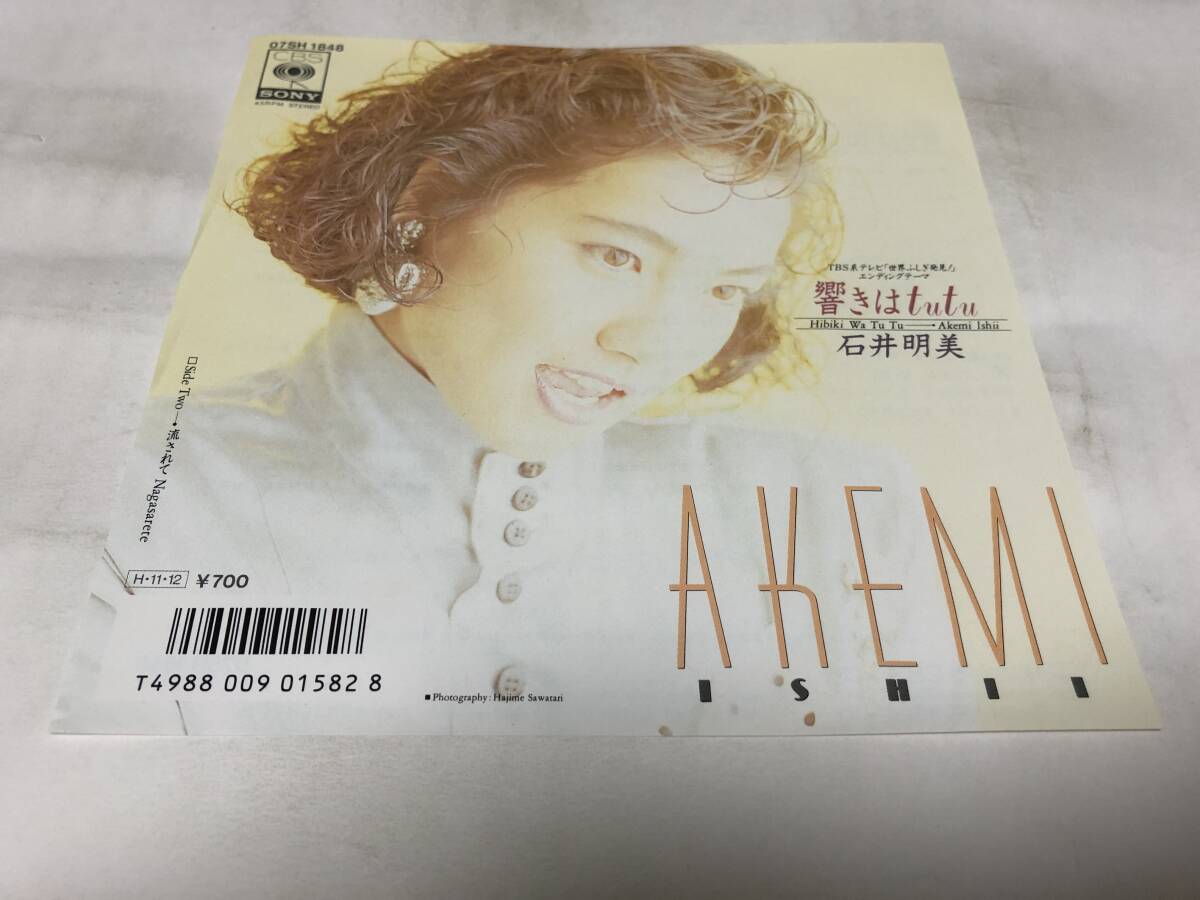 07SH 1848
CBS
SONY
45RPM STEREO
TBS系テレビ「世界ふしぎ発見!」
エンディングテーマ
響きはtutu
Hibiki Wa Tu Tu Akemi Ishii
石井明美
□Side Two 流されて Nagasarete
AKEMI
ISHII
H・11・12 ¥700
T4988 009 01582 8
■Photography: Hajime Sawatari